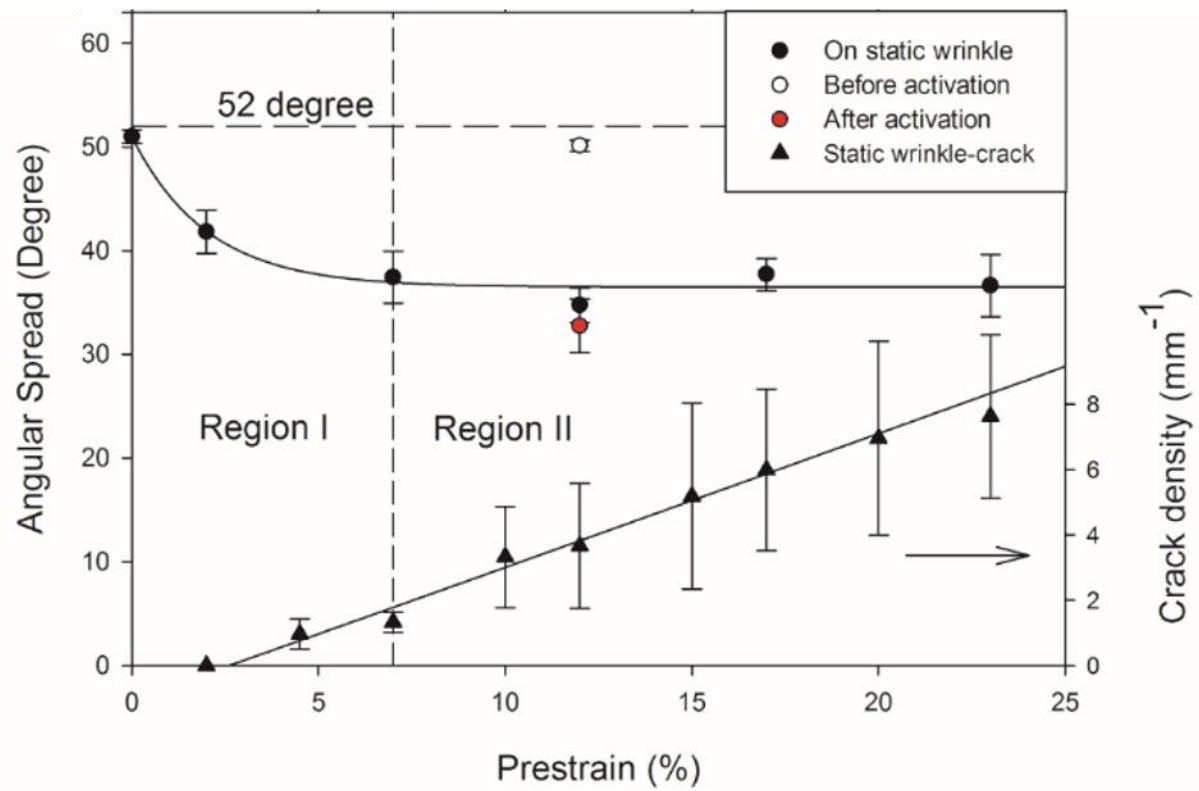 60
50
40
30
20
10
0
Angular Spread (Degree)
52 degree
On static wrinkle
Before activation
After activation
Static wrinkle-crack
Region I
Region II
8
6
4
2
0
Crack density (mm⁻¹)
0 5 10 15 20 25
Prestrain (%)